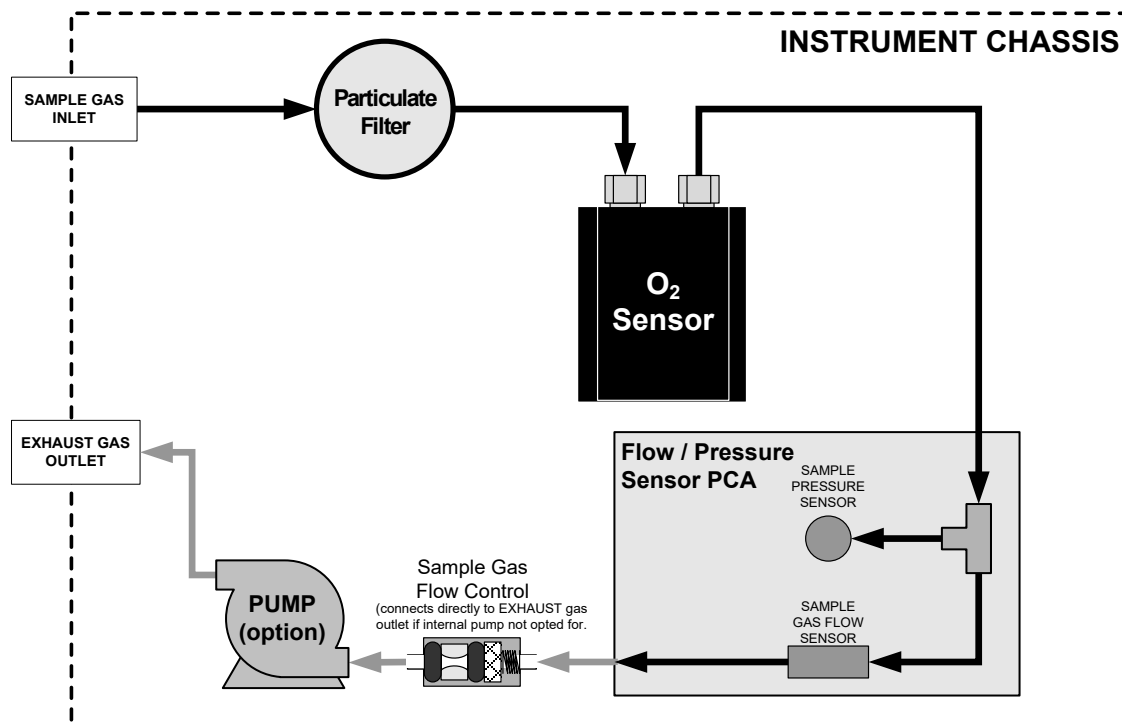 INSTRUMENT CHASSIS
SAMPLE GAS
INLET
Particulate
Filter
O₂
Sensor
EXHAUST GAS
OUTLET
Flow / Pressure
Sensor PCA
SAMPLE
PRESSURE
SENSOR
Sample Gas
Flow Control
(connects directly to EXHAUST gas
outlet if internal pump not opted for.
PUMP
(option)
SAMPLE
GAS FLOW
SENSOR